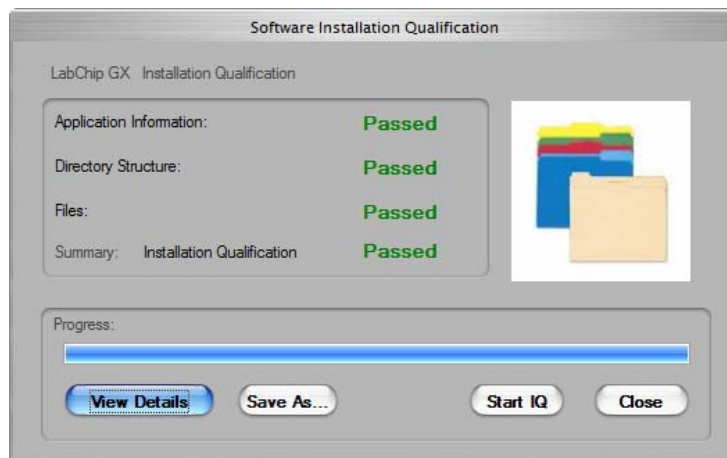 Software Installation Qualification
LabChip GX Installation Qualification
Application Information: Passed
Directory Structure: Passed
Files: Passed
Summary: Installation Qualification Passed
Progress:
View Details Save As... Start IQ Close